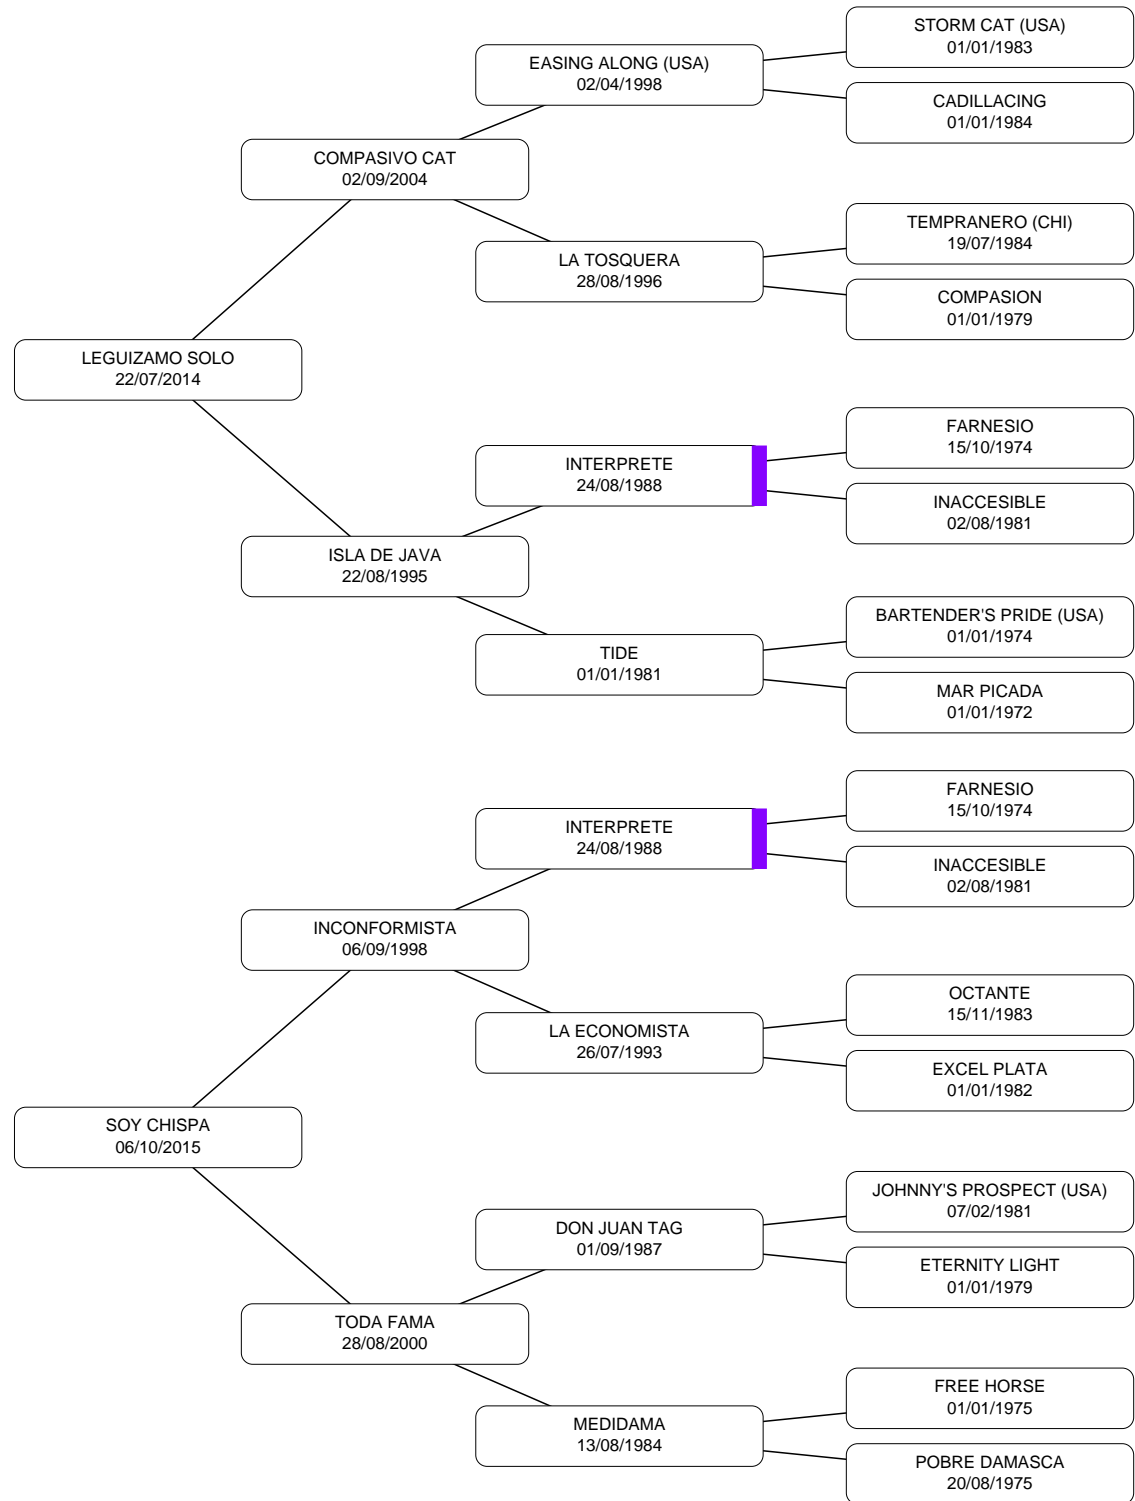 STORM CAT (USA)
01/01/1983
EASING ALONG (USA)
02/04/1998
CADILLACING
01/01/1984
COMPASIVO CAT
02/09/2004
TEMPRANERO (CHI)
19/07/1984
LA TOSQUERA
28/08/1996
COMPASION
01/01/1979
LEGUIZAMO SOLO
22/07/2014
FARNESIO
15/10/1974
INTERPRETE
24/08/1988
INACCESIBLE
02/08/1981
ISLA DE JAVA
22/08/1995
BARTENDER'S PRIDE (USA)
01/01/1974
TIDE
01/01/1981
MAR PICADA
01/01/1972
FARNESIO
15/10/1974
INTERPRETE
24/08/1988
INACCESIBLE
02/08/1981
INCONFORMISTA
06/09/1998
OCTANTE
15/11/1983
LA ECONOMISTA
26/07/1993
EXCEL PLATA
01/01/1982
SOY CHISPA
06/10/2015
JOHNNY'S PROSPECT (USA)
07/02/1981
DON JUAN TAG
01/09/1987
ETERNITY LIGHT
01/01/1979
TODA FAMA
28/08/2000
FREE HORSE
01/01/1975
MEDIDAMA
13/08/1984
POBRE DAMASCA
20/08/1975